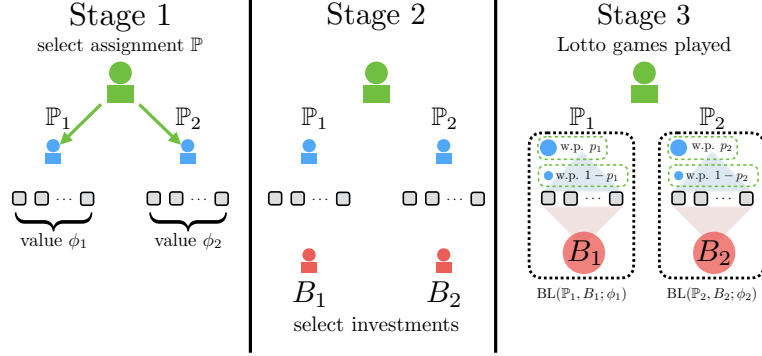 Stage 1
select assignment ℙ
ℙ₁
ℙ₂
...
...
value ϕ₁
value ϕ₂
Stage 2
ℙ₁
ℙ₂
...
...
B₁
B₂
select investments
Stage 3
Lotto games played
ℙ₁
ℙ₂
w.p. p₁
w.p. p₂
w.p. 1−p₁
w.p. 1−p₂
...
...
B₁
B₂
BL(ℙ₁, B₁; ϕ₁)
BL(ℙ₂, B₂; ϕ₂)